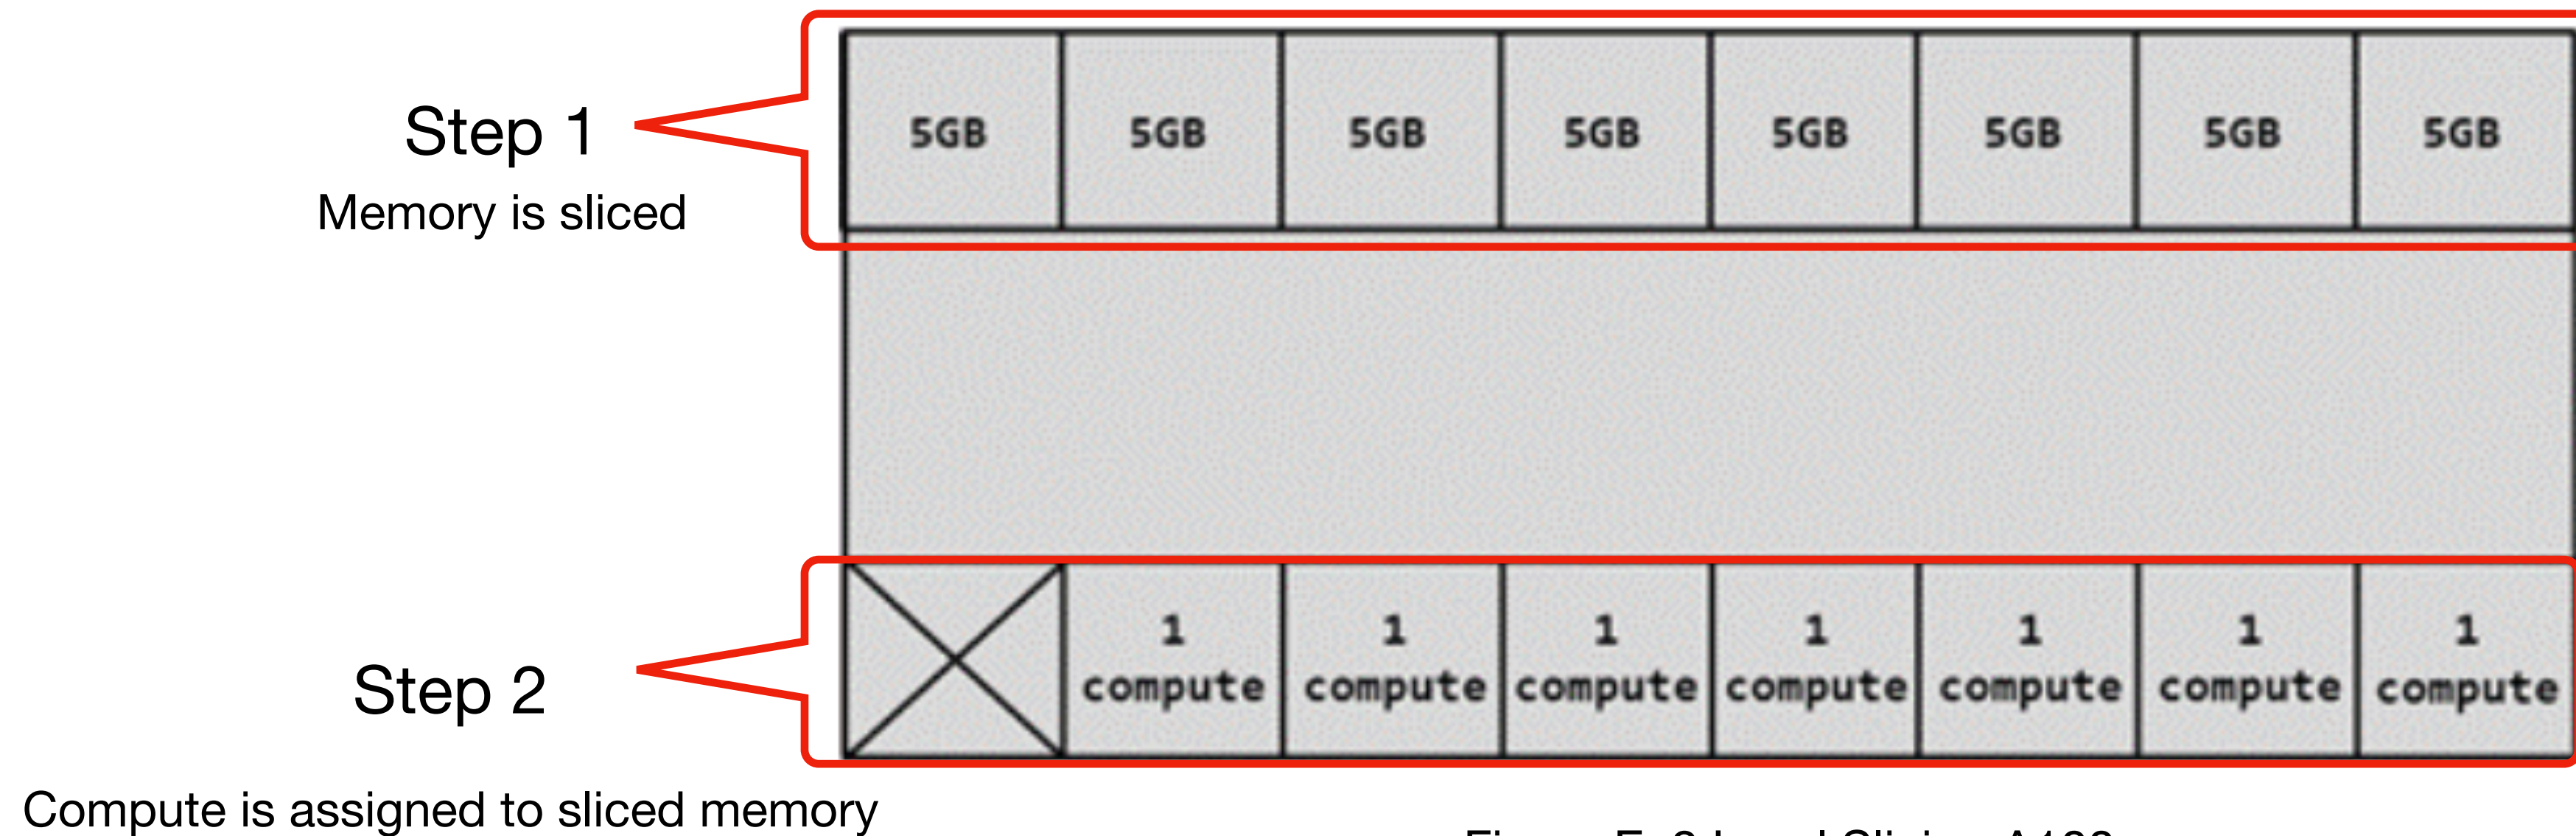 5GB 5GB 5GB 5GB 5GB 5GB 5GB 5GB
Step 1
Memory is sliced
1 1 1 1 1 1 1
compute compute compute compute compute compute compute
Step 2
Compute is assigned to sliced memory